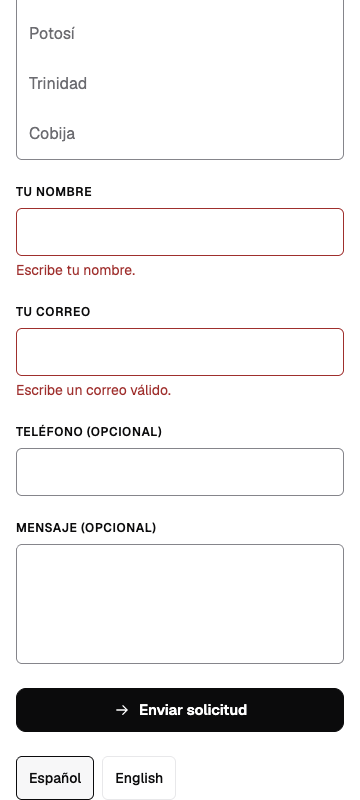 Potosí
Trinidad
Cobija
TU NOMBRE
Escribe tu nombre.
TU CORREO
Escribe un correo válido.
TELÉFONO (OPCIONAL)
MENSAJE (OPCIONAL)
→ Enviar solicitud
Español English